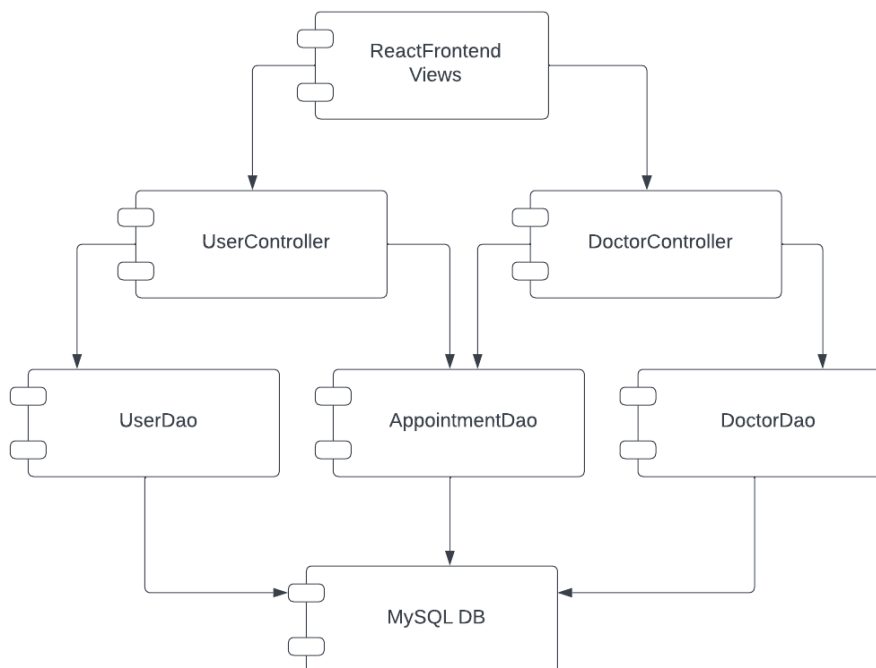 ReactFrontend
Views
UserController
DoctorController
UserDao
AppointmentDao
DoctorDao
MySQL DB